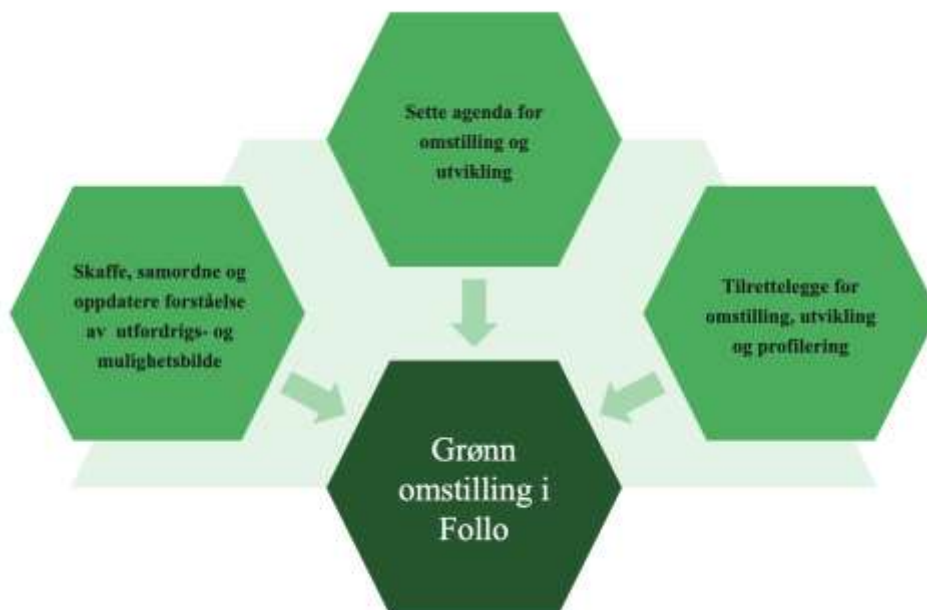 Sette agenda for
omstilling og
utvikling
Skaffe, samordne og
oppdatere forståelse
av utfordrigs- og
mulighetsbilde
Tilrettelegge for
omstilling, utvikling
og profilering
Grønn
omstilling i
Follo